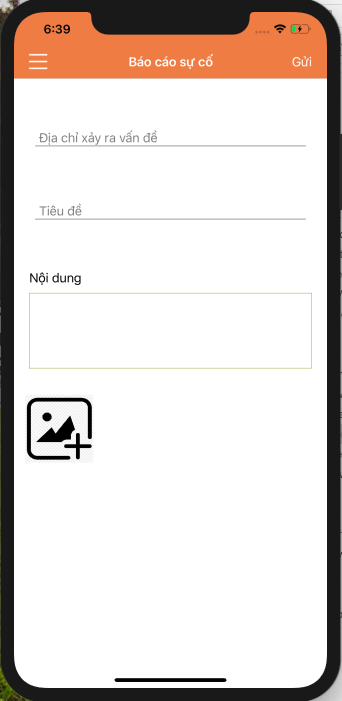 6:39
Báo cáo sự cố
Gửi
Địa chỉ xảy ra vấn đề
Tiêu đề
Nội dung